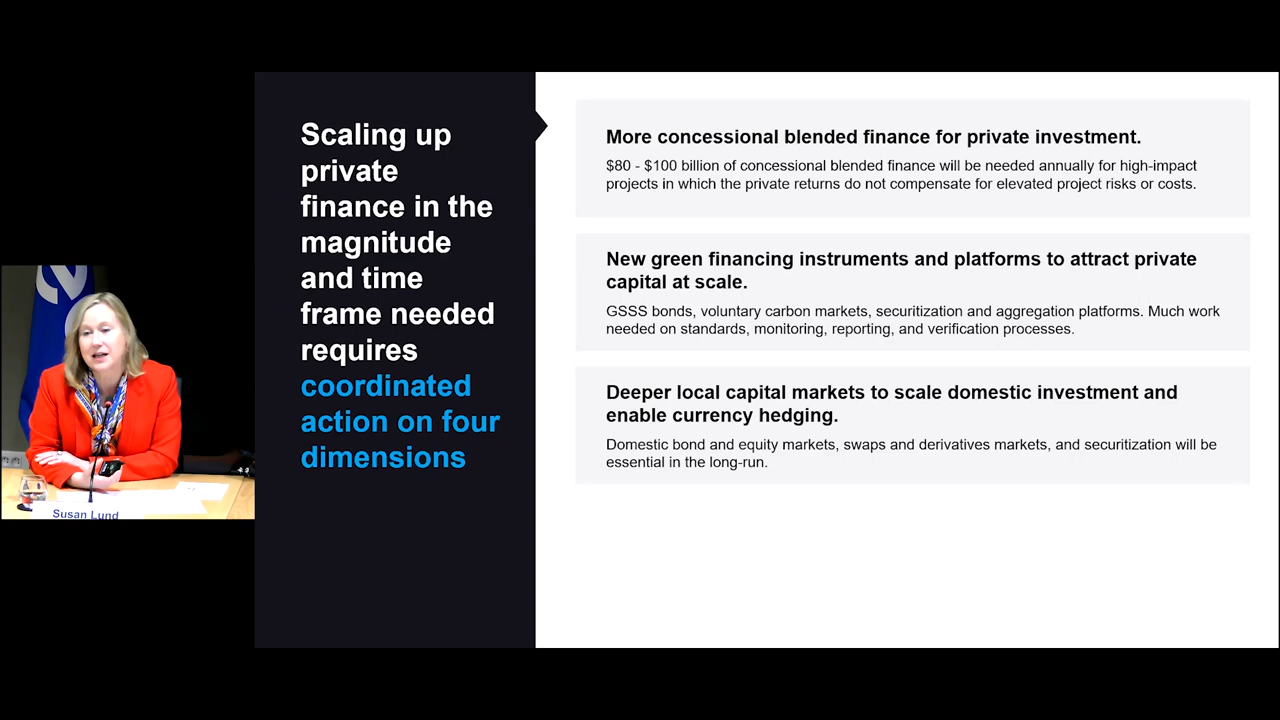 Scaling up
private
finance in the
magnitude
and time
frame needed
requires
coordinated
action on four
dimensions
More concessional blended finance for private investment.
$80 - $100 billion of concessional blended finance will be needed annually for high-impact
projects in which the private returns do not compensate for elevated project risks or costs.
New green financing instruments and platforms to attract private
capital at scale.
GSSS bonds, voluntary carbon markets, securitization and aggregation platforms. Much work
needed on standards, monitoring, reporting, and verification processes.
Deeper local capital markets to scale domestic investment and
enable currency hedging.
Domestic bond and equity markets, swaps and derivatives markets, and securitization will be
essential in the long-run.
Susan Lund